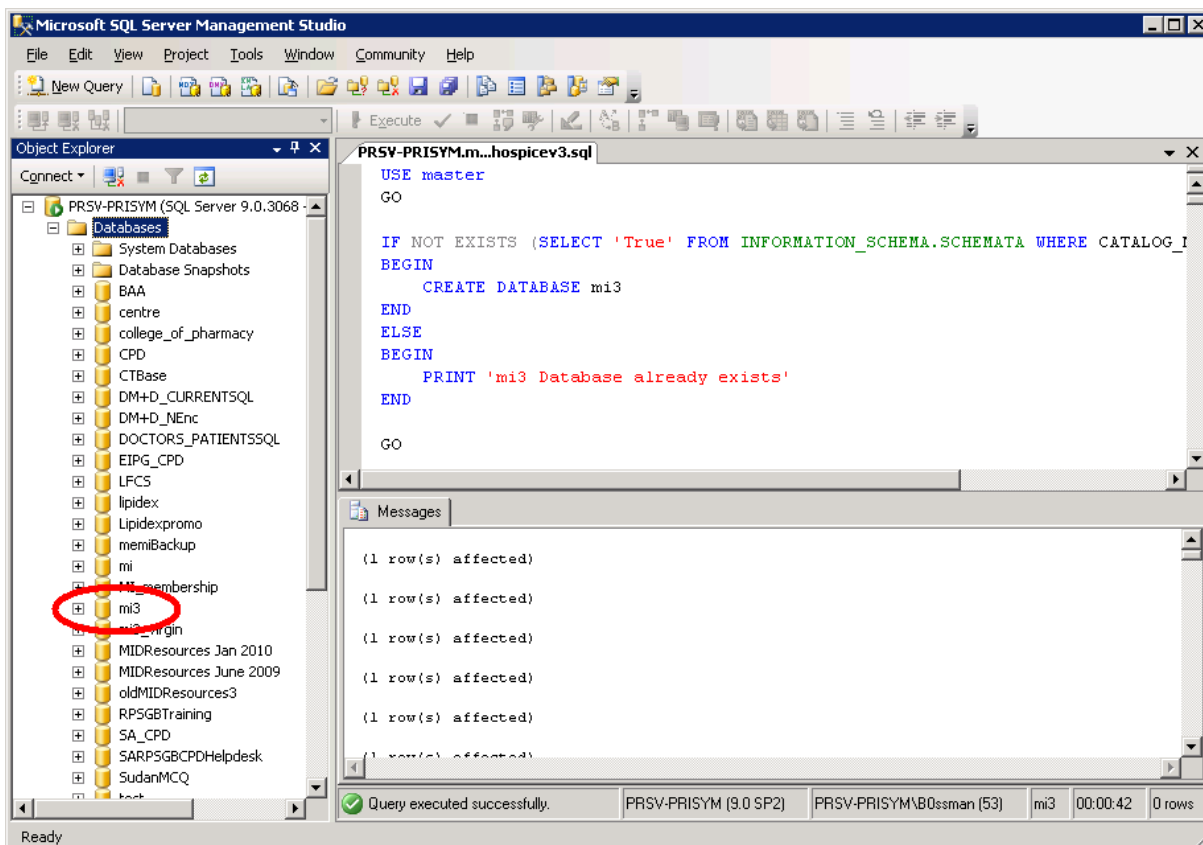 Microsoft SQL Server Management Studio
File Edit View Project Tools Window Community Help
New Query
Execute
Object Explorer
Connect
PRSV-PRISYM (SQL Server 9.0.3068 -
Databases
System Databases
Database Snapshots
BAA
centre
college_of_pharmacy
CPD
CTBase
DM+D_CURRENTSQL
DM+D_NEnc
DOCTORS_PATIENTSSQL
EIPG_CPD
LFCS
lipidex
Lipidexpromo
memiBackup
mi
MI_membership
mi3
mi3_virgin
MIDResources Jan 2010
MIDResources June 2009
oldMIDResources3
RPSGBTraining
SA_CPD
SARPSGBCPDHelpdesk
SudanMCQ
test
PRSV-PRISYM.m...hospicev3.sql
USE master
GO
IF NOT EXISTS (SELECT 'True' FROM INFORMATION_SCHEMA.SCHEMATA WHERE CATALOG_
BEGIN
CREATE DATABASE mi3
END
ELSE
BEGIN
PRINT 'mi3 Database already exists'
END
GO
Messages
(1 row(s) affected)
(1 row(s) affected)
(1 row(s) affected)
(1 row(s) affected)
(1 row(s) affected)
(1 row(s) affected)
Query executed successfully. PRSV-PRISYM (9.0 SP2) PRSV-PRISYM\B0ssman (53) mi3 00:00:42 0 rows
Ready